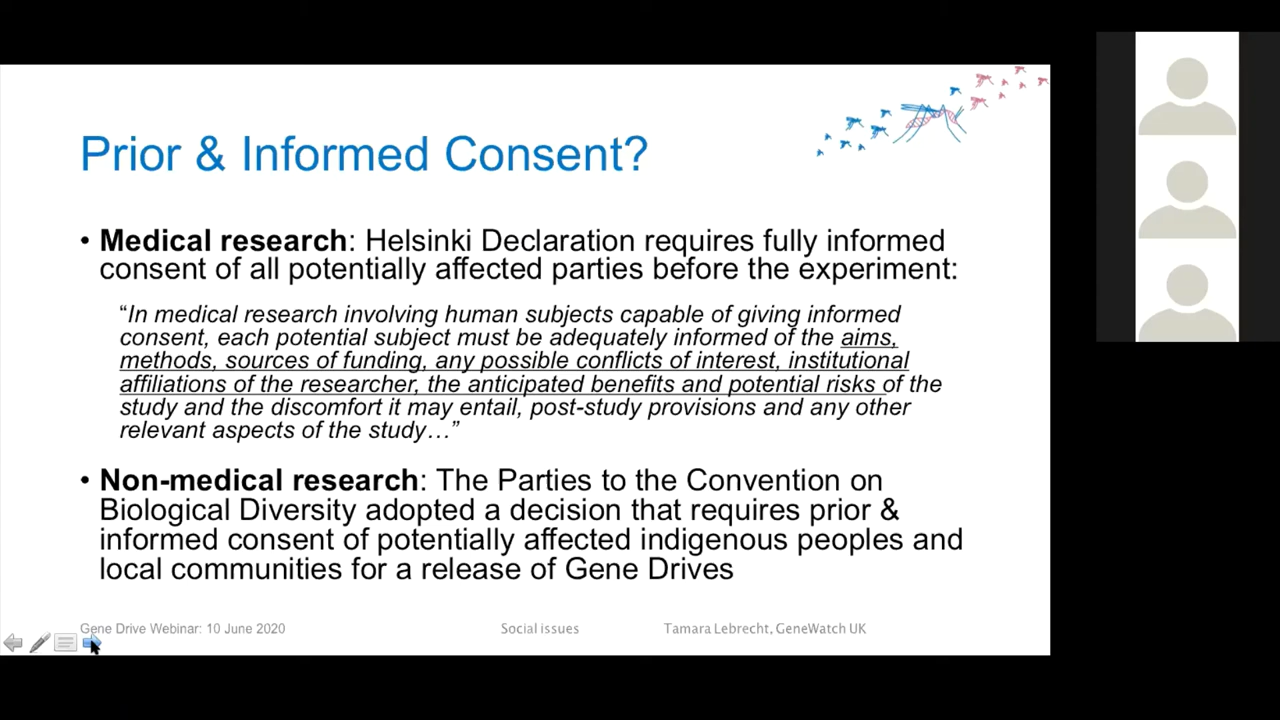 Prior & Informed Consent?
• Medical research: Helsinki Declaration requires fully informed
consent of all potentially affected parties before the experiment:
“In medical research involving human subjects capable of giving informed
consent, each potential subject must be adequately informed of the aims,
methods, sources of funding, any possible conflicts of interest, institutional
affiliations of the researcher, the anticipated benefits and potential risks of the
study and the discomfort it may entail, post-study provisions and any other
relevant aspects of the study…”
• Non-medical research: The Parties to the Convention on
Biological Diversity adopted a decision that requires prior &
informed consent of potentially affected indigenous peoples and
local communities for a release of Gene Drives
Gene Drive Webinar: 10 June 2020 Social issues Tamara Lebrecht, GeneWatch UK